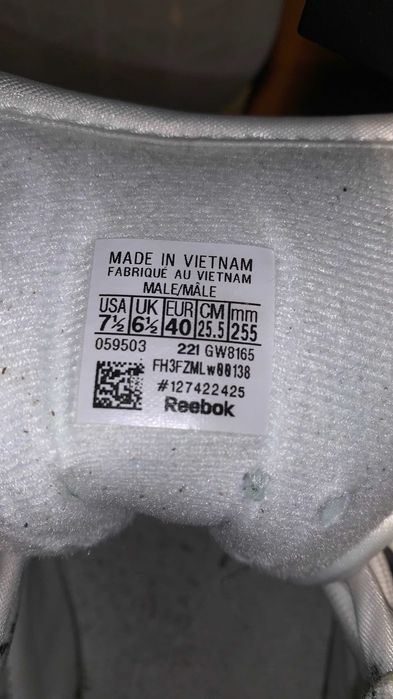 MADE IN VIETNAM
FABRIQUÉ AU VIETNAM
MALE/MÂLE
USA UK EUR CM mm
7½ 6½ 40 25.5 255
059503 221 GW8165
FH3FZMLw00138
#127422425
Reebok